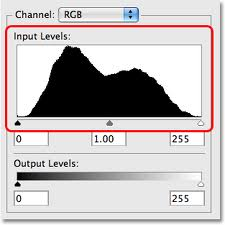 Channel: RGB
Input Levels:
0 1.00 255
Output Levels:
0 255